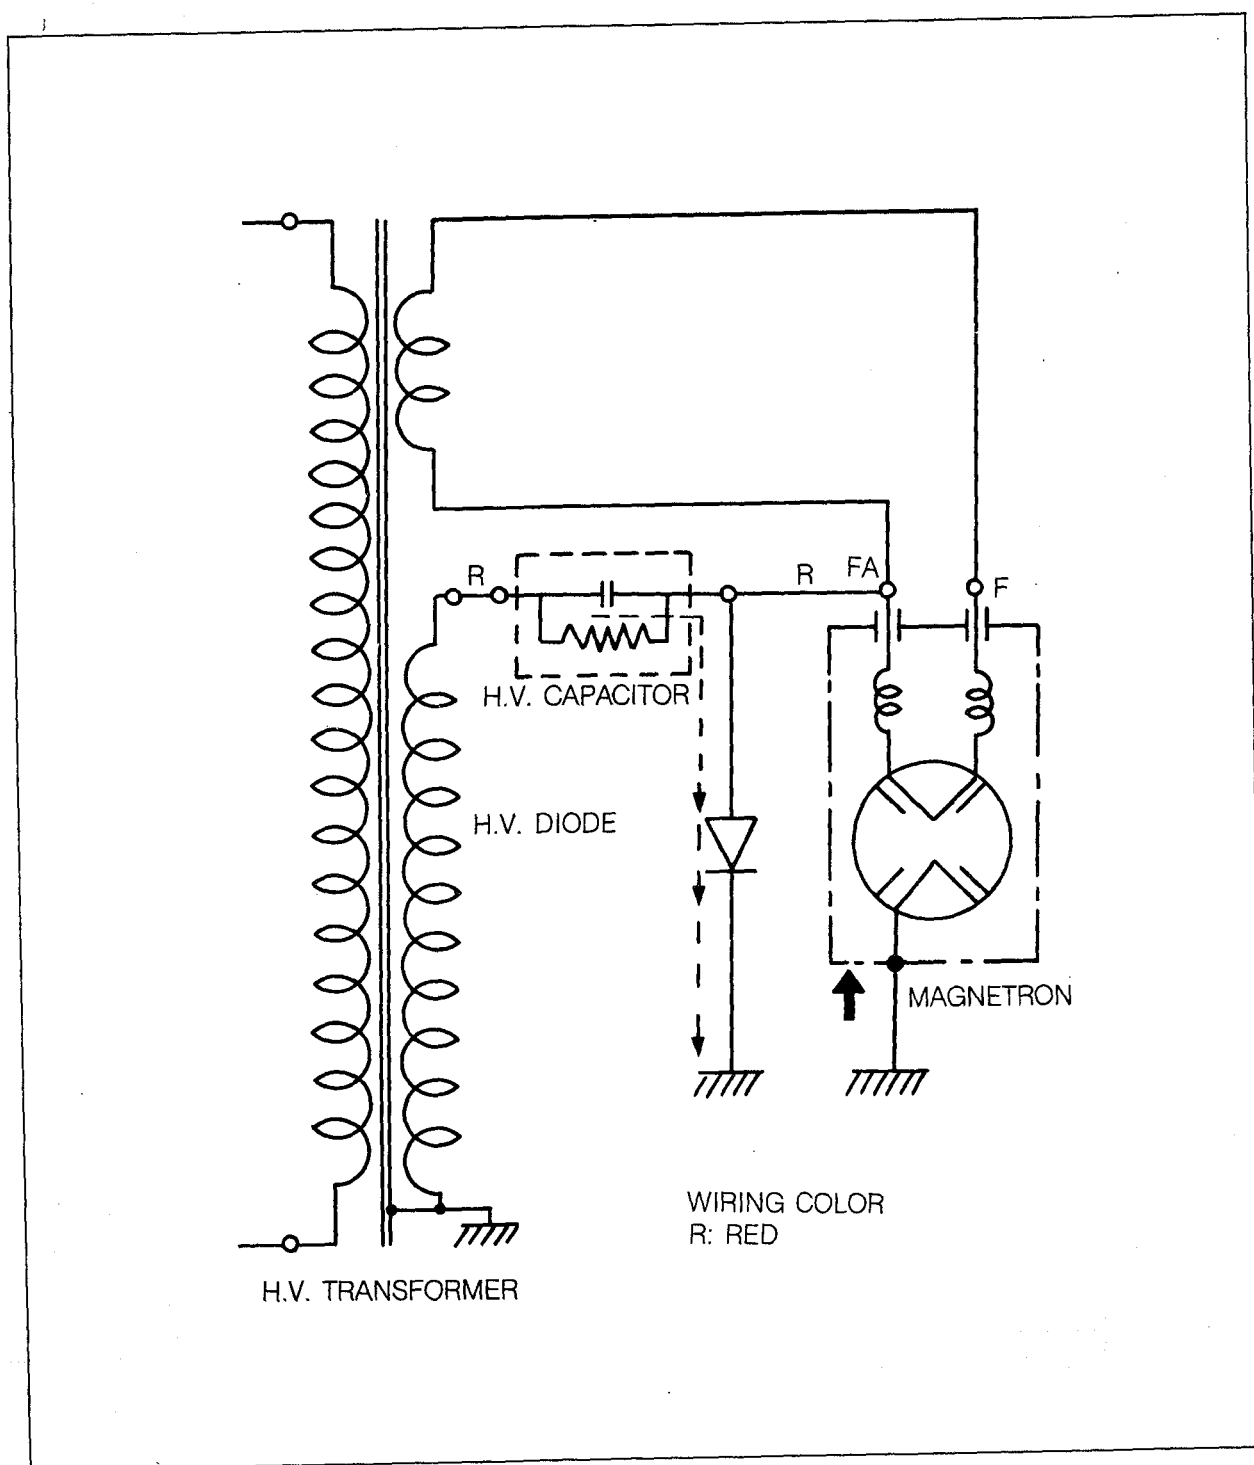 R
R
FA
F
H.V. CAPACITOR
H.V. DIODE
MAGNETRON
WIRING COLOR
R: RED
H.V. TRANSFORMER